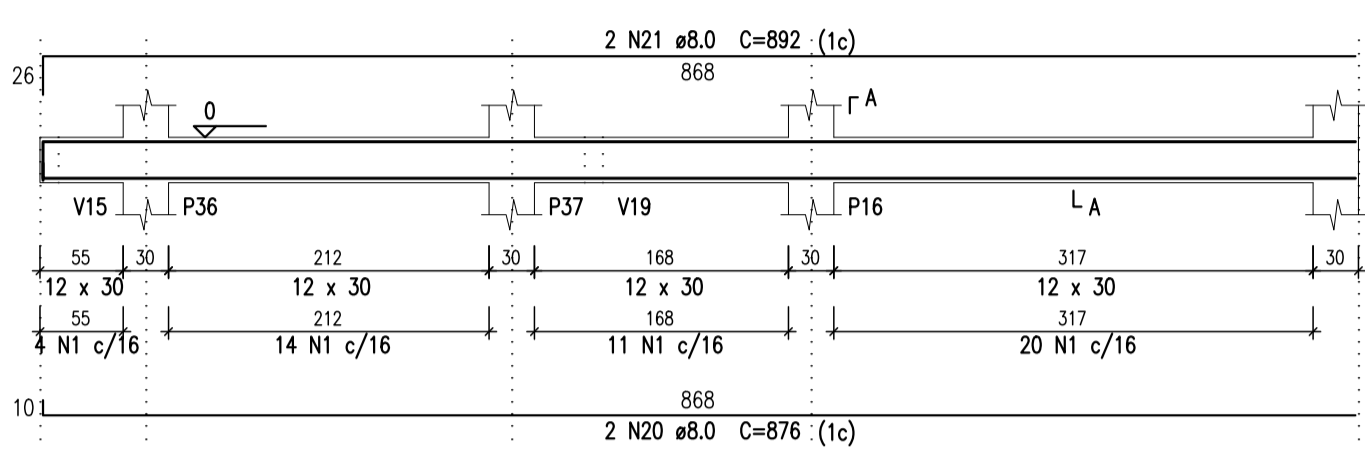 2 N21 ø8.0 C=892 (1c)
26
868
0
A
V15
P36
P37
V19
P16
A
55
30
212
30
168
30
317
30
12 x 30
12 x 30
12 x 30
12 x 30
55
212
168
317
4 N1 c/16
14 N1 c/16
11 N1 c/16
20 N1 c/16
10
868
2 N20 ø8.0 C=876 (1c)